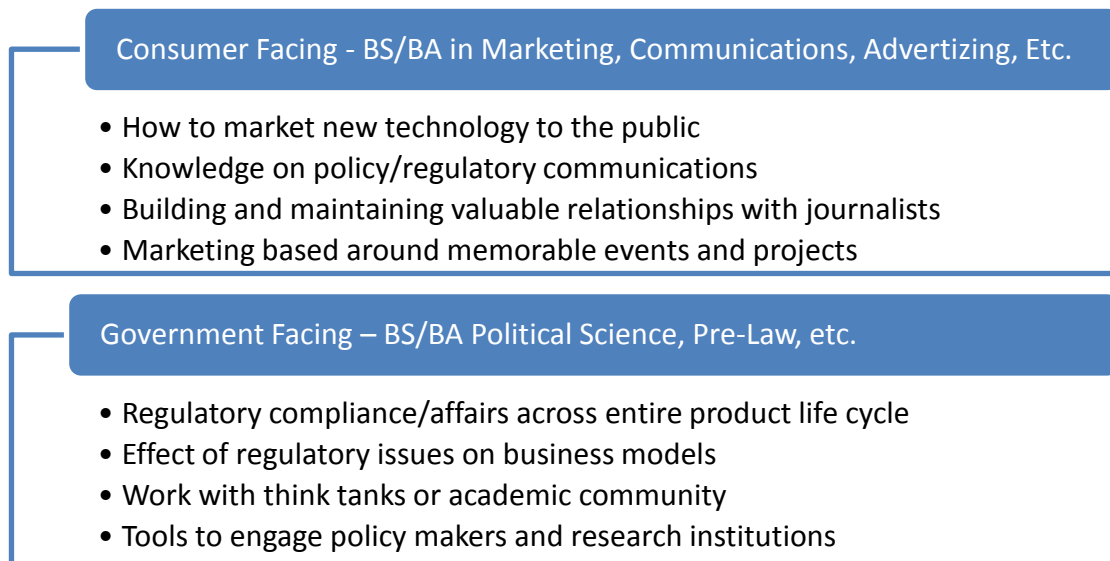 Consumer Facing - BS/BA in Marketing, Communications, Advertizing, Etc.
• How to market new technology to the public
• Knowledge on policy/regulatory communications
• Building and maintaining valuable relationships with journalists
• Marketing based around memorable events and projects
Government Facing – BS/BA Political Science, Pre-Law, etc.
• Regulatory compliance/affairs across entire product life cycle
• Effect of regulatory issues on business models
• Work with think tanks or academic community
• Tools to engage policy makers and research institutions